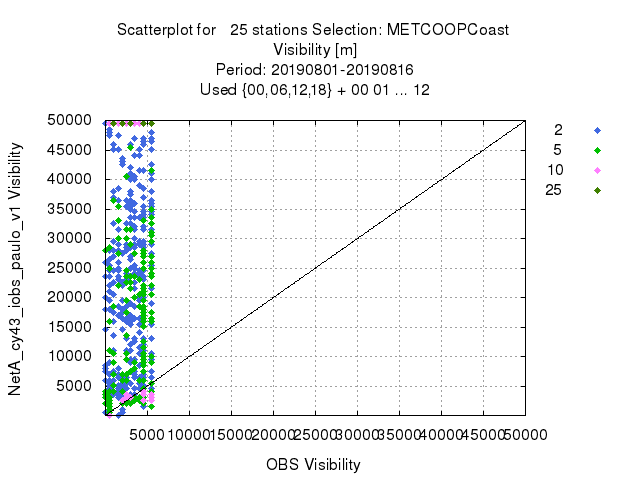 Scatterplot for   25 stations Selection: METCOOPCoast
Visibility [m]
Period: 20190801-20190816
Used {00,06,12,18} + 00 01 ... 12
NetA_cy43_iobs_paulo_v1 Visibility
50000
45000
40000
35000
30000
25000
20000
15000
10000
5000
2
5
10
25
5000 10000 15000 20000 25000 30000 35000 40000 45000 50000
OBS Visibility